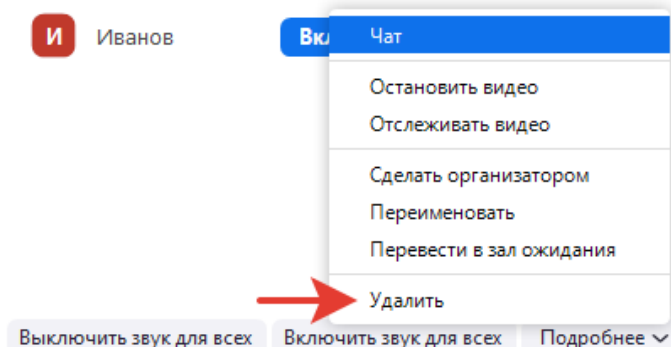 И Иванов Вкл Чат
Остановить видео
Отслеживать видео
Сделать организатором
Переименовать
Перевести в зал ожидания
Удалить
Выключить звук для всех Включить звук для всех Подробнее